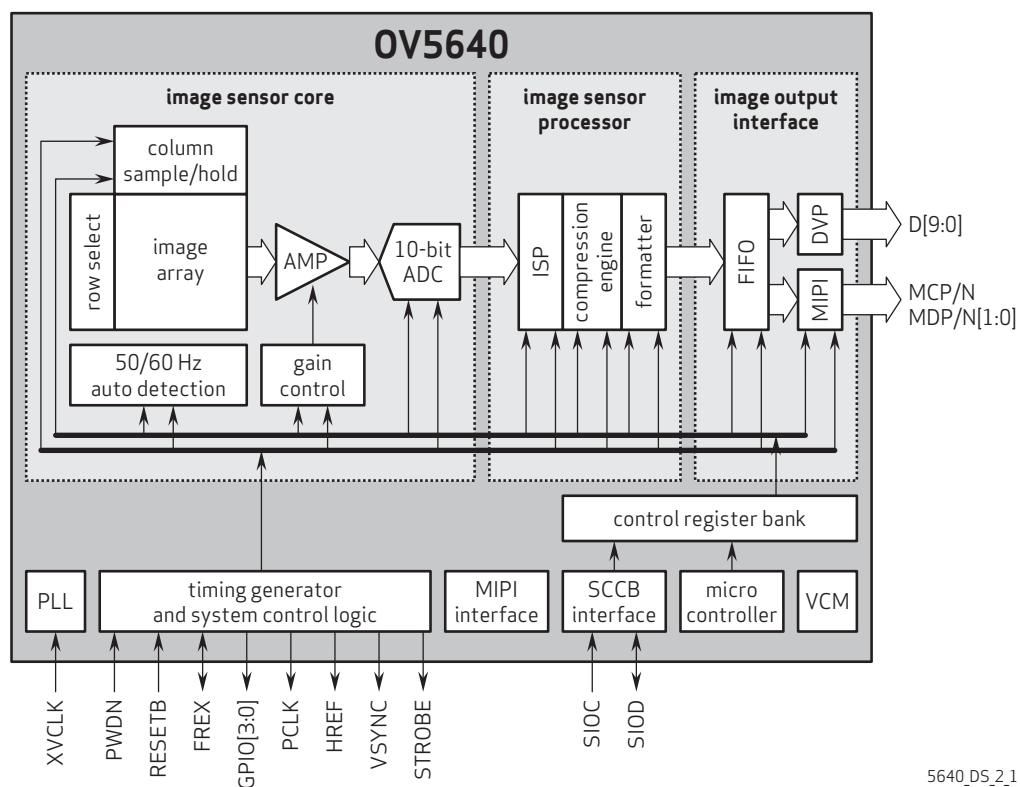 OV5640
image sensor core
image sensor
processor
image output
interface
column
sample/hold
row select
image
array
AMP
10-bit
ADC
50/60 Hz
auto detection
gain
control
ISP
compression
engine
formatter
FIFO
DVP
MIPI
D[9:0]
MCP/N
MDP/N[1:0]
control register bank
PLL
timing generator
and system control logic
MIPI
interface
SCCB
interface
micro
controller
VCM
XVCLK
PWDN
RESETB
FREX
GPIO[3:0]
PCLK
HREF
VSYNC
STROBE
SIOC
SIOD
5640_DS_2_1